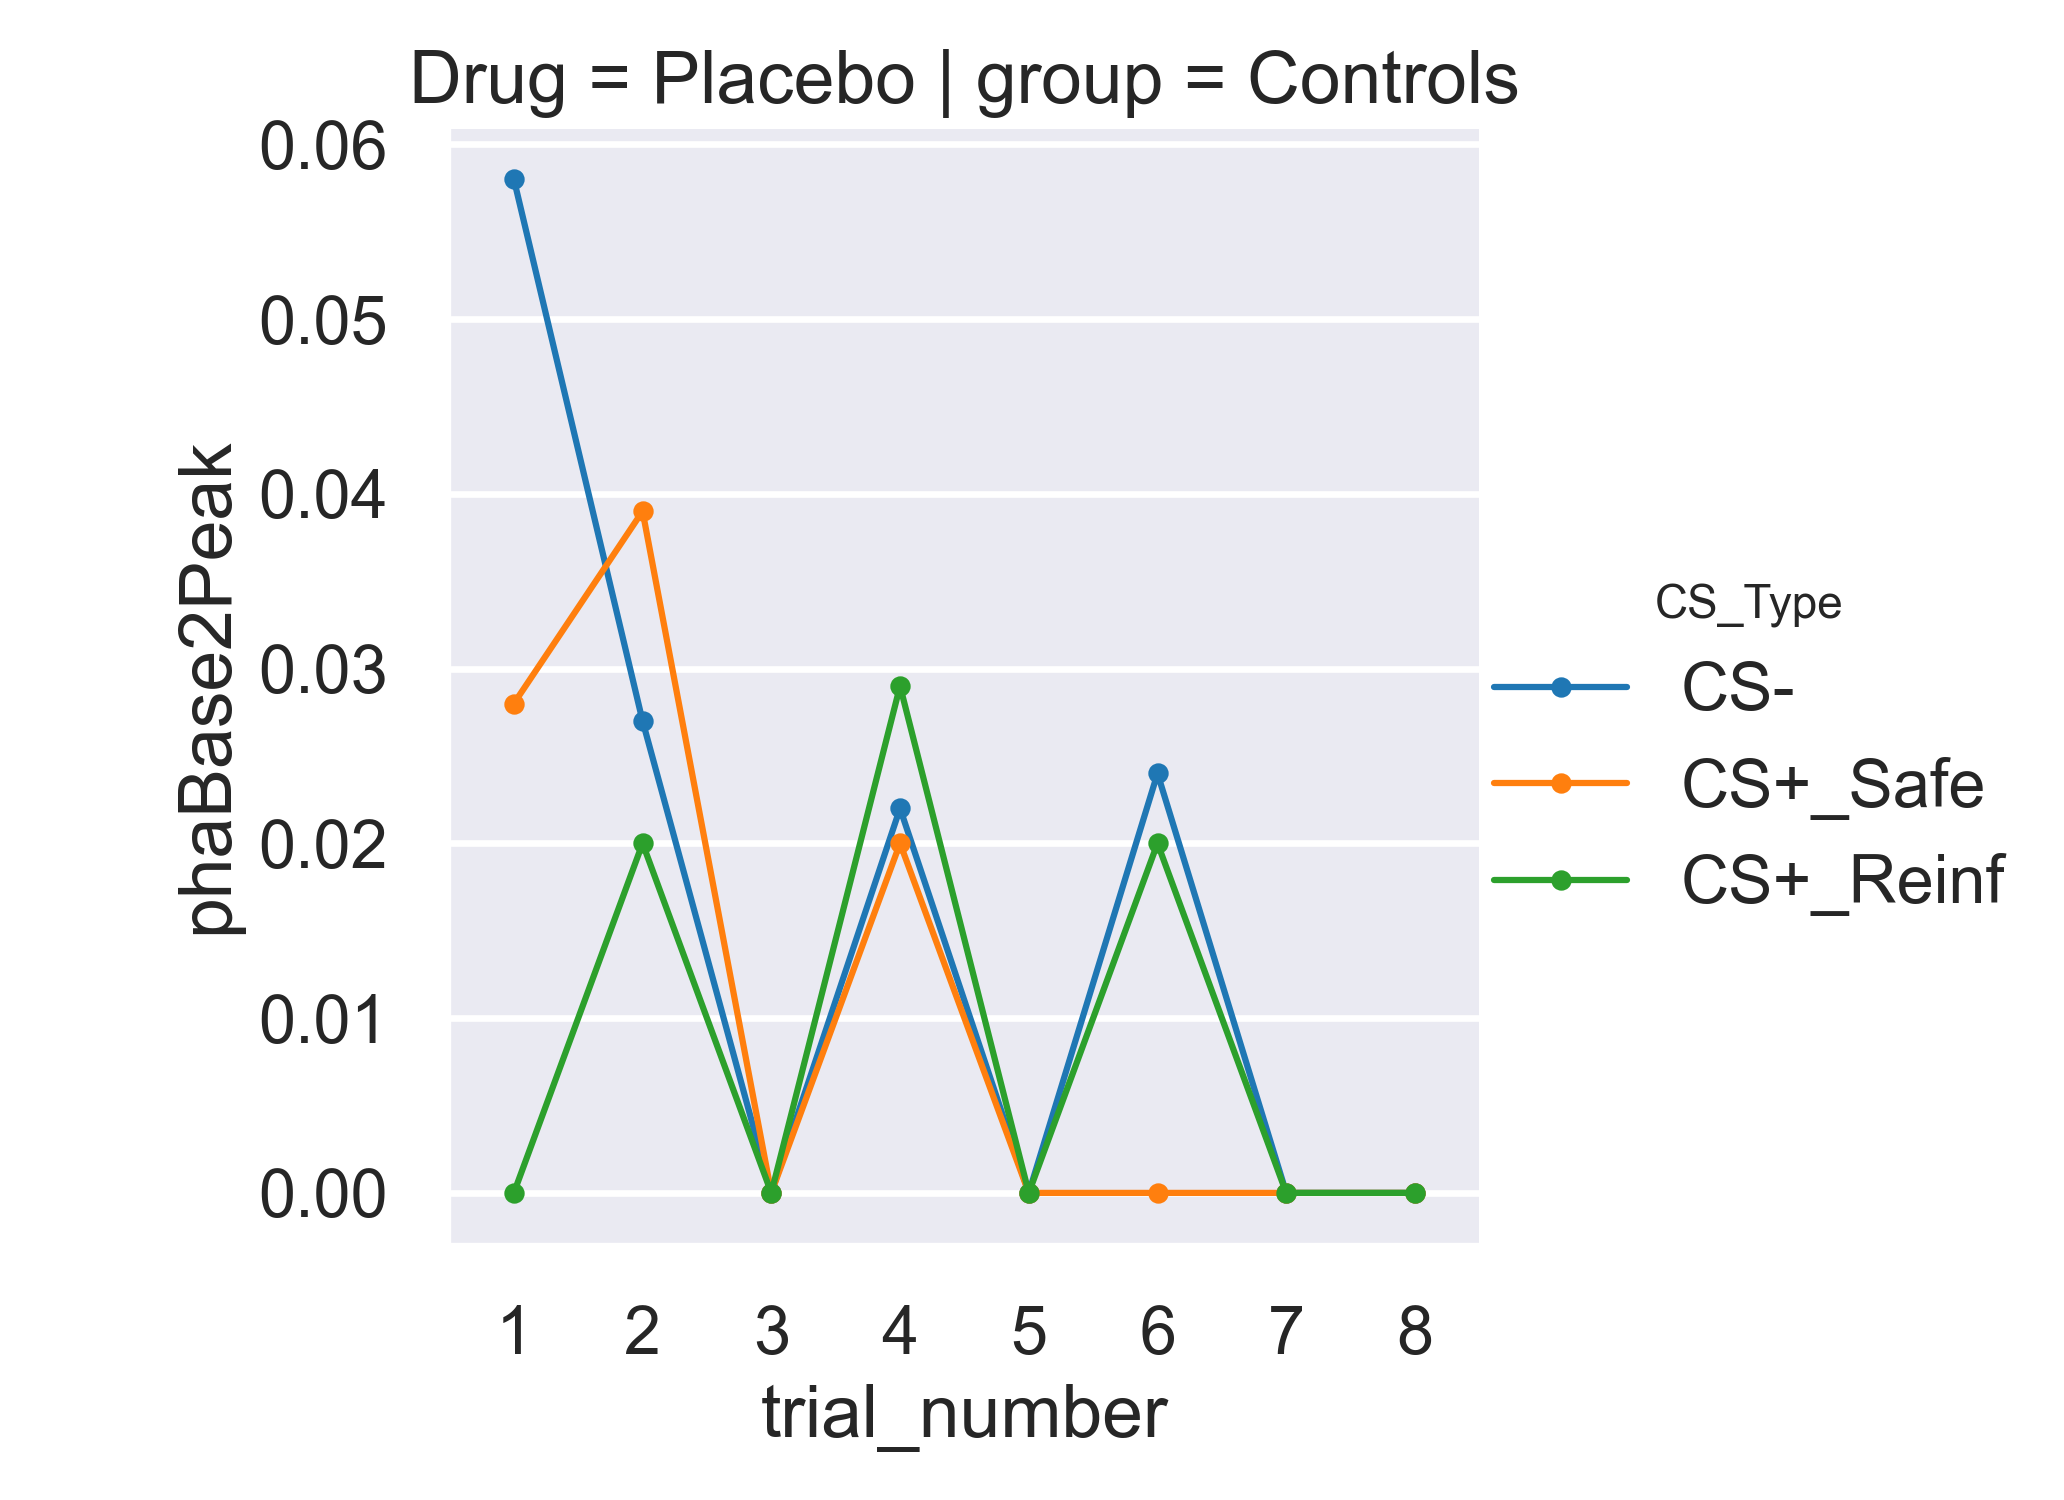 Drug = Placebo | group = Controls
0.06
0.05
0.04
0.03
0.02
0.01
0.00
phaBase2Peak
1 2 3 4 5 6 7 8
trial_number
CS_Type
CS-
CS+_Safe
CS+_Reinf